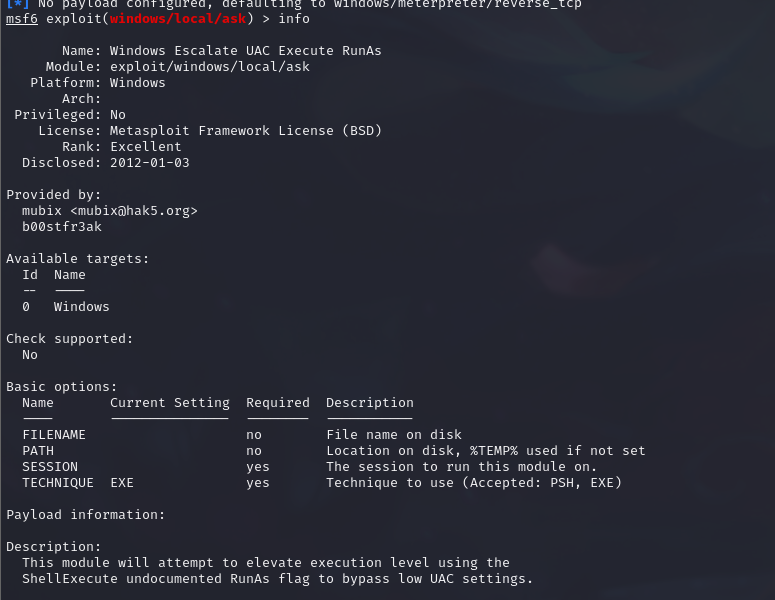 [*] No payload configured, defaulting to windows/meterpreter/reverse_tcp
msf6 exploit(windows/local/ask) > info

       Name: Windows Escalate UAC Execute RunAs
     Module: exploit/windows/local/ask
   Platform: Windows
       Arch:
 Privileged: No
    License: Metasploit Framework License (BSD)
       Rank: Excellent
  Disclosed: 2012-01-03

Provided by:
  mubix <mubix@hak5.org>
  b00stfr3ak

Available targets:
  Id  Name
  --  ----
  0   Windows

Check supported:
  No

Basic options:
  Name       Current Setting  Required  Description
  ----       ---------------  --------  -----------
  FILENAME                    no        File name on disk
  PATH                        no        Location on disk, %TEMP% used if not set
  SESSION                     yes       The session to run this module on.
  TECHNIQUE  EXE              yes       Technique to use (Accepted: PSH, EXE)

Payload information:

Description:
  This module will attempt to elevate execution level using the
  ShellExecute undocumented RunAs flag to bypass low UAC settings.